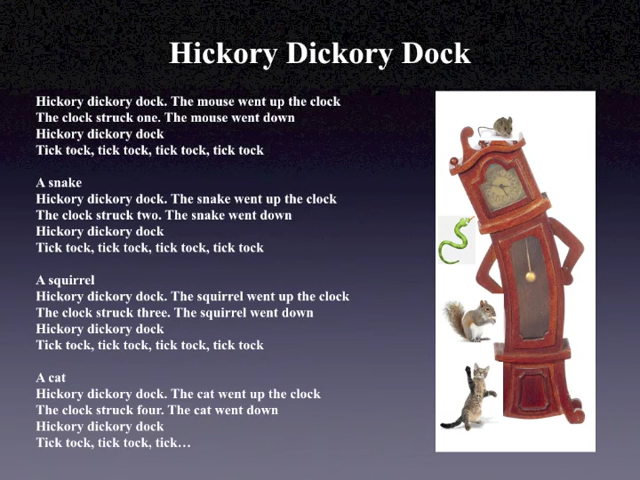 Hickory Dickory Dock
Hickory dickory dock. The mouse went up the clock
The clock struck one. The mouse went down
Hickory dickory dock
Tick tock, tick tock, tick tock, tick tock
A snake
Hickory dickory dock. The snake went up the clock
The clock struck two. The snake went down
Hickory dickory dock
Tick tock, tick tock, tick tock, tick tock
A squirrel
Hickory dickory dock. The squirrel went up the clock
The clock struck three. The squirrel went down
Hickory dickory dock
Tick tock, tick tock, tick tock, tick tock
A cat
Hickory dickory dock. The cat went up the clock
The clock struck four. The cat went down
Hickory dickory dock
Tick tock, tick tock, tick…